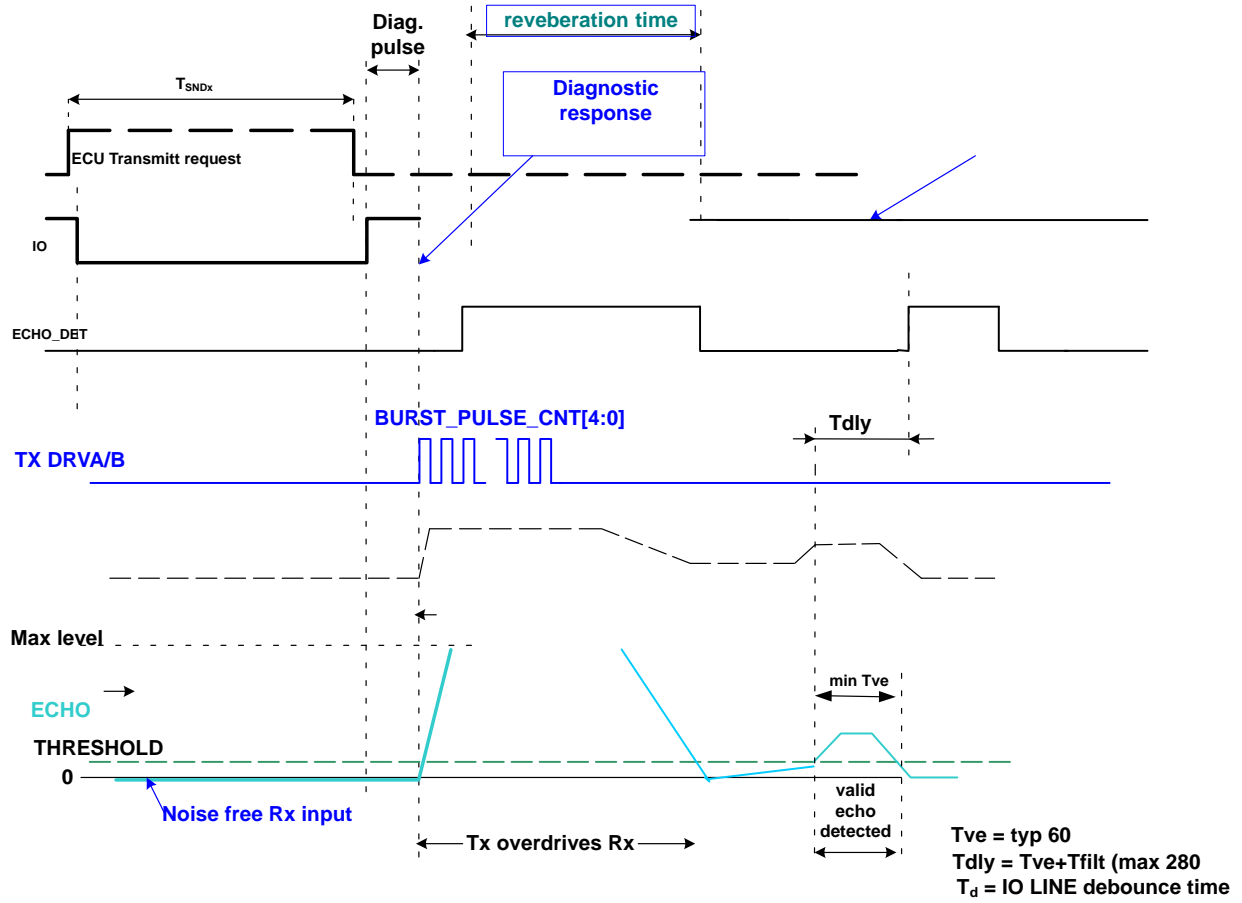 Diag.
pulse
reveberation time
Diagnostic
response
TSNDx
ECU Transmitt request
IO
ECHO_DET
BURST_PULSE_CNT[4:0]
Tdly
TX DRVA/B
Max level
min Tve
ECHO
THRESHOLD
0
Noise free Rx input
Tx overdrives Rx
valid
echo
detected
Tve = typ 60
Tdly = Tve+Tfilt (max 280
Td = IO LINE debounce time